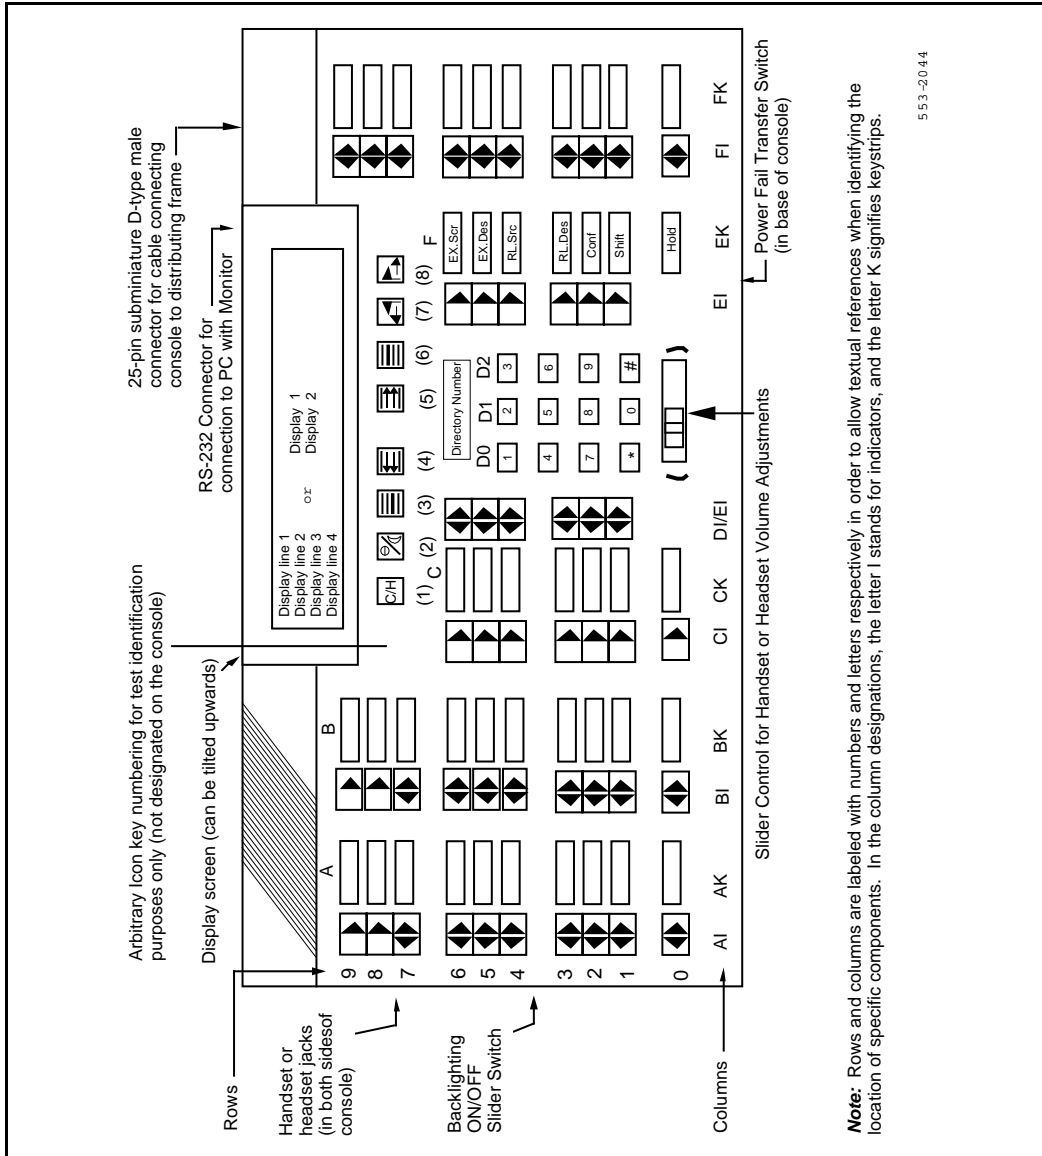 25-pin subminiature D-type male
connector for cable connecting
console to distributing frame
RS-232 Connector for
connection to PC with Monitor
Arbitrary Icon key numbering for test identification
purposes only (not designated on the console)
Display screen (can be tilted upwards)
Rows
Handset or
headset jacks
(in both sidesof
console)
Backlighting
ON/OFF
Slider Switch
Columns
Display line 1
Display line 2
Display line 3
Display line 4
or
Display 1
Display 2
C/H
(1) (2) (3) (4) (5) (6) (7) (8)
A B C F
9
8
7
6
5
4
3
2
1
0
Directory Number
D0 D1 D2
1 2 3
4 5 6
7 8 9
* 0 #
EX.Scr
EX.Des
RL.Src
RL.Des
Conf
Shift
Hold
AI AK BI BK CI CK DI/EI EI EK FI FK
Slider Control for Handset or Headset Volume Adjustments
Power Fail Transfer Switch
(in base of console)
Note: Rows and columns are labeled with numbers and letters respectively in order to allow textual references when identifying the
location of specific components. In the column designations, the letter I stands for indicators, and the letter K signifies keystrips.
553-2044